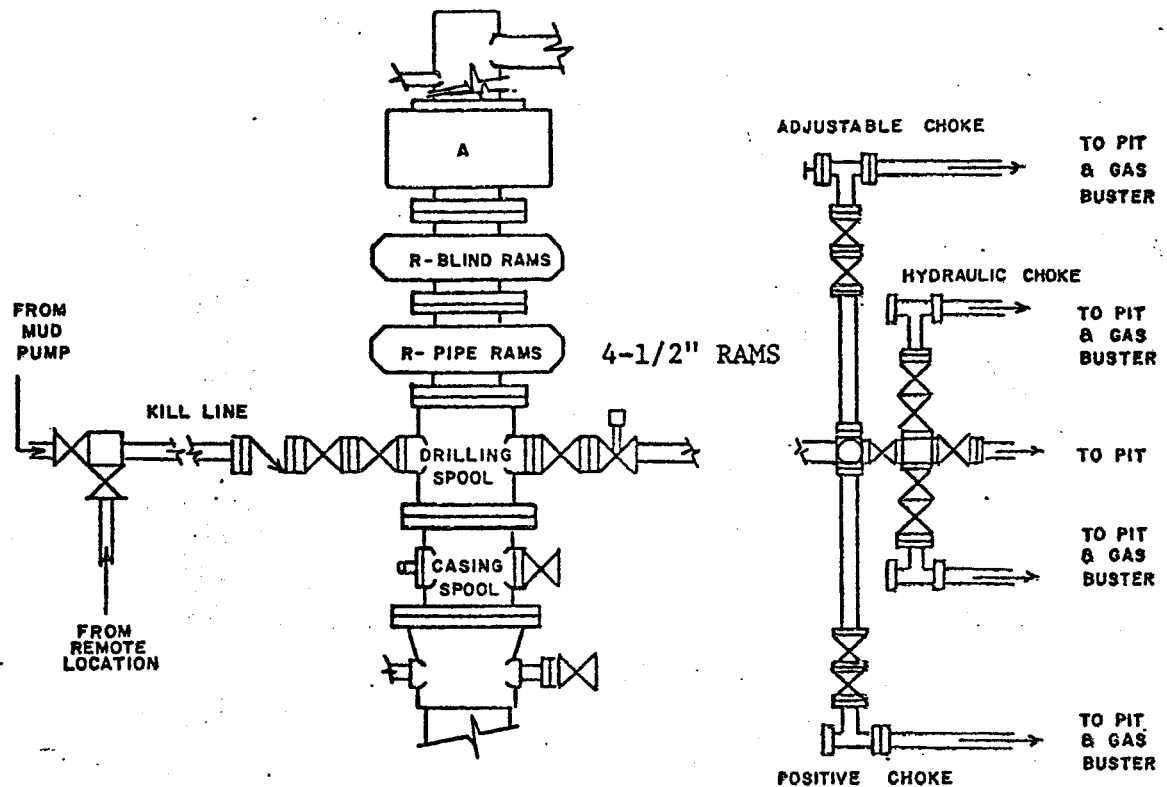 A
R-BLIND RAMS
R- PIPE RAMS
4-1/2" RAMS
FROM
MUD
PUMP
KILL LINE
DRILLING
SPOOL
CASING
SPOOL
FROM
REMOTE
LOCATION
ADJUSTABLE CHOKE
TO PIT
& GAS
BUSTER
HYDRAULIC CHOKE
TO PIT
& GAS
BUSTER
TO PIT
TO PIT
& GAS
BUSTER
TO PIT
& GAS
BUSTER
POSITIVE CHOKE